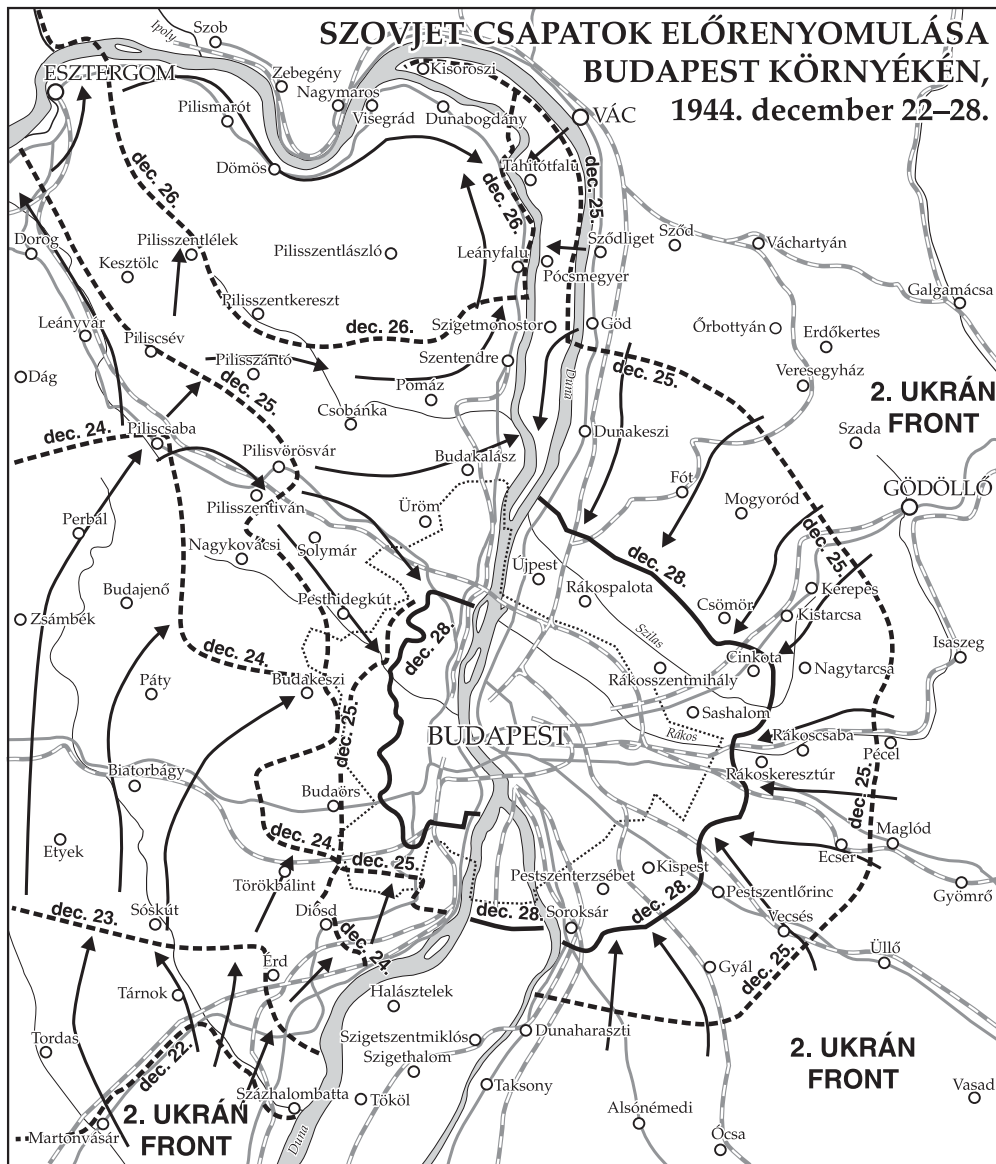 SZOVJET CSAPATOK ELŐRENYOMULÁSA
BUDAPEST KÖRNYÉKÉN,
1944. december 22–28.
Ipoly
Szob
ESZTERGOM
Zebegény
Nagymaros
Kisoroszi
Pilismarót
Visegrád
Dunabogdány
VÁC
Dömös
Tahitótfalu
dec. 26.
dec. 26.
dec. 25.
Dorog
Pilisszentlélek
Kesztölc
Pilisszentlászló
Leányfalu
Sződliget
Sződ
Váchartyán
Pócsmegyer
Galgamácsa
Pilisszentkereszt
Leányvár
Piliscsév
dec. 26.
Szigetmonostor
Göd
Őrbottyán
Erdőkertes
Dág
Pilisszántó
Szentendre
dec. 25.
Veresegyház
dec. 25.
Pomáz
Duna
2. UKRÁN
FRONT
Csobánka
dec. 24.
Piliscsaba
Dunakeszi
Szada
Pilisvörösvár
Budakalász
Fót
Pilisszentiván
Mogyoród
GÖDÖLLŐ
Perbál
Üröm
Nagykovácsi
Solymár
Újpest
dec. 28.
dec. 25.
Budajenő
Pesthidegkút
Rákospalota
Csömör
Kerepes
Kistarcsa
Zsámbék
Szilas
dec. 28.
Isaszeg
dec. 24.
Cinkota
Páty
Budakeszi
Rákosszentmihály
Nagytarcsa
dec. 25.
Sashalom
BUDAPEST
Rákos
Rákoscsaba
Pécel
Biatorbágy
Rákoskeresztúr
Budaörs
dec. 25.
Etyek
dec. 24.
Maglód
Ecser
dec. 25.
Törökbálint
Pestszenterzsébet
Kispest
Pestszentlőrinc
Gyömrő
dec. 23.
Sóskút
Diósd
dec. 28.
Soroksár
dec. 28.
Vecsés
dec. 24.
Üllő
Érd
Gyál
dec. 25.
Tárnok
Halásztelek
Tordas
Szigetszentmiklós
Dunaharaszti
dec. 22.
Szigethalom
2. UKRÁN
FRONT
Taksony
Százhalombatta
Tököl
Vasad
2. UKRÁN
FRONT
Martonvásár
Duna
Alsónémedi
Ócsa